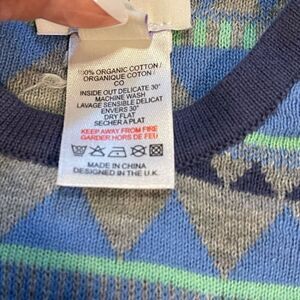 100% ORGANIC COTTON /
ORGANIQUE COTON /
CO
INSIDE OUT DELICATE 30°
MACHINE WASH
LAVAGE SENSIBLE DELICAT
ENVERS 30°
DRY FLAT
SECHER A PLAT
KEEP AWAY FROM FIRE
GARDER HORS DE FEU
MADE IN CHINA
DESIGNED IN THE U.K.